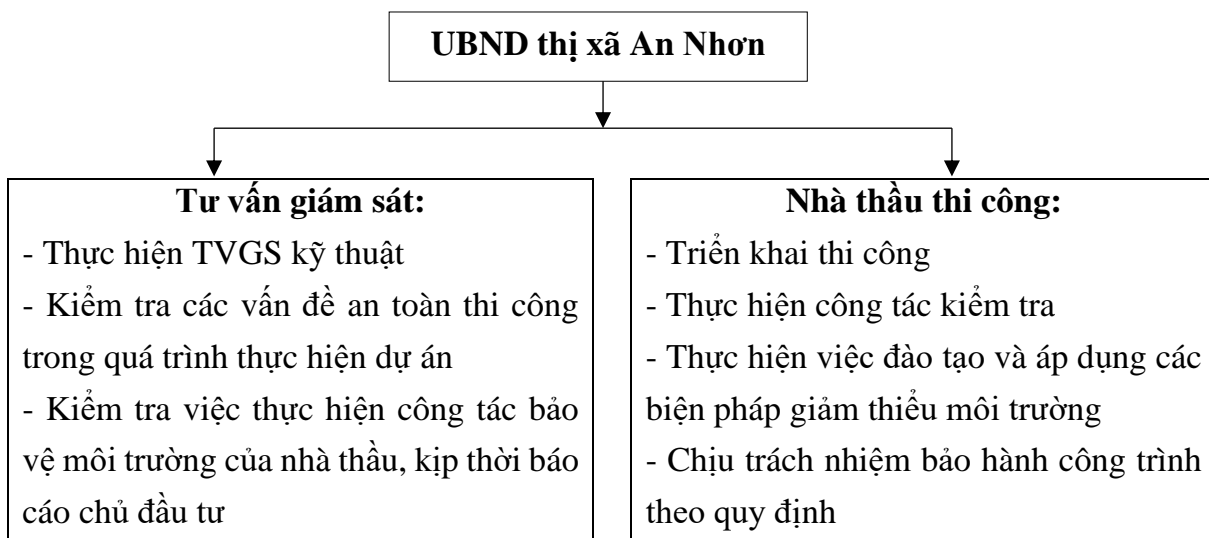 UBND thị xã An Nhơn
Tư vấn giám sát:
- Thực hiện TVGS kỹ thuật
- Kiểm tra các vấn đề an toàn thi công
trong quá trình thực hiện dự án
- Kiểm tra việc thực hiện công tác bảo
vệ môi trường của nhà thầu, kịp thời báo
cáo chủ đầu tư
Nhà thầu thi công:
- Triển khai thi công
- Thực hiện công tác kiểm tra
- Thực hiện việc đào tạo và áp dụng các
biện pháp giảm thiểu môi trường
- Chịu trách nhiệm bảo hành công trình
theo quy định